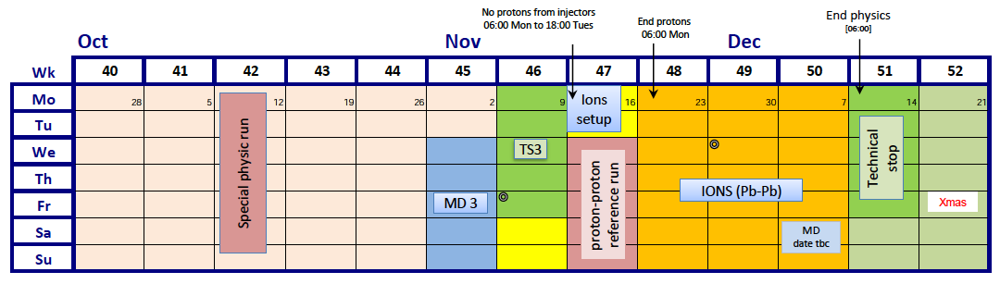 No protons from injectors
06:00 Mon to 18:00 Tues
End protons
06:00 Mon
End physics
[06:00]
Oct Nov Dec
Wk 40 41 42 43 44 45 46 47 48 49 50 51 52
Mo 28 5 12 19 26 2 9 16 23 30 7 14 21
Ions
setup
Tu
We
TS3
Th
Fr
MD 3
IONS (Pb-Pb)
Xmas
Sa
Su
Special physic run
proton-proton
reference run
Technical
stop
MD
date tbc